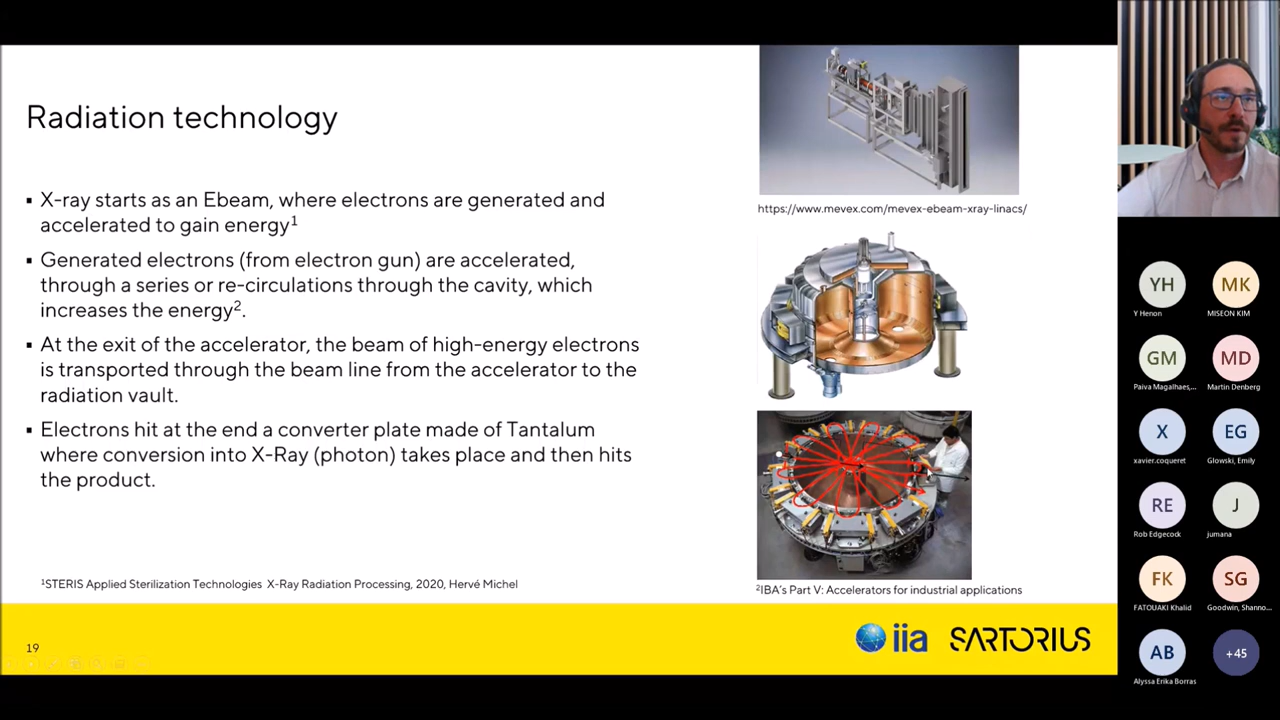 Radiation technology
▪ X-ray starts as an Ebeam, where electrons are generated and
accelerated to gain energy¹
▪ Generated electrons (from electron gun) are accelerated,
through a series or re-circulations through the cavity, which
increases the energy².
▪ At the exit of the accelerator, the beam of high-energy electrons
is transported through the beam line from the accelerator to the
radiation vault.
▪ Electrons hit at the end a converter plate made of Tantalum
where conversion into X-Ray (photon) takes place and then hits
the product.
¹STERIS Applied Sterilization Technologies X-Ray Radiation Processing, 2020, Hervé Michel
https://www.mevex.com/mevex-ebeam-xray-linacs/
²IBA's Part V: Accelerators for industrial applications
19
iia
SARTORIUS
YH
Y Henon
MK
MISEON KIM
GM
Paiva Magalhaes,...
MD
Martin Denberg
X
xavier.coqueret
EG
Glowski, Emily
RE
Rob Edgecock
J
jumana
FK
FATOUAKI Khalid
SG
Goodwin, Shanno...
AB
Alyssa Erika Borras
+45